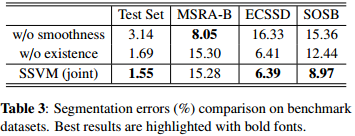 Test Set MSRA-B ECSSD SOSB
w/o smoothness 3.14 8.05 16.33 15.36
w/o existence 1.69 15.30 6.41 12.44
SSVM (joint) 1.55 15.28 6.39 8.97
Table 3: Segmentation errors (%) comparison on benchmark
datasets. Best results are highlighted with bold fonts.